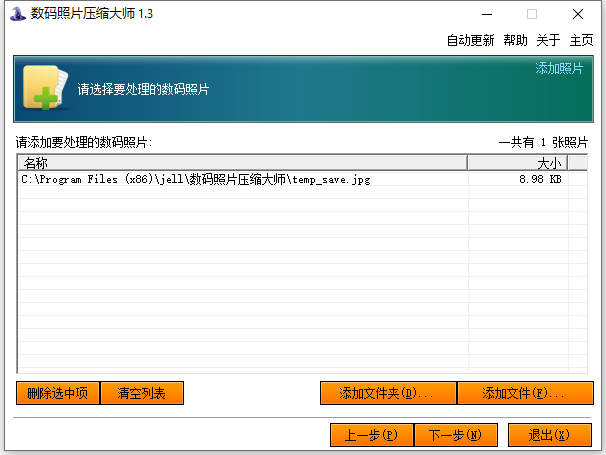 数码照片压缩大师 1.3
自动更新 帮助 关于 主页
添加照片
请选择要处理的数码照片
请添加要处理的数码照片: 一共有 1 张照片
名称 大小
C:\Program Files (x86)\jell\数码照片压缩大师\temp_save.jpg 8.98 KB
删除选中项 清空列表 添加文件夹(D)... 添加文件(F)...
上一步(P) 下一步(N) 退出(X)